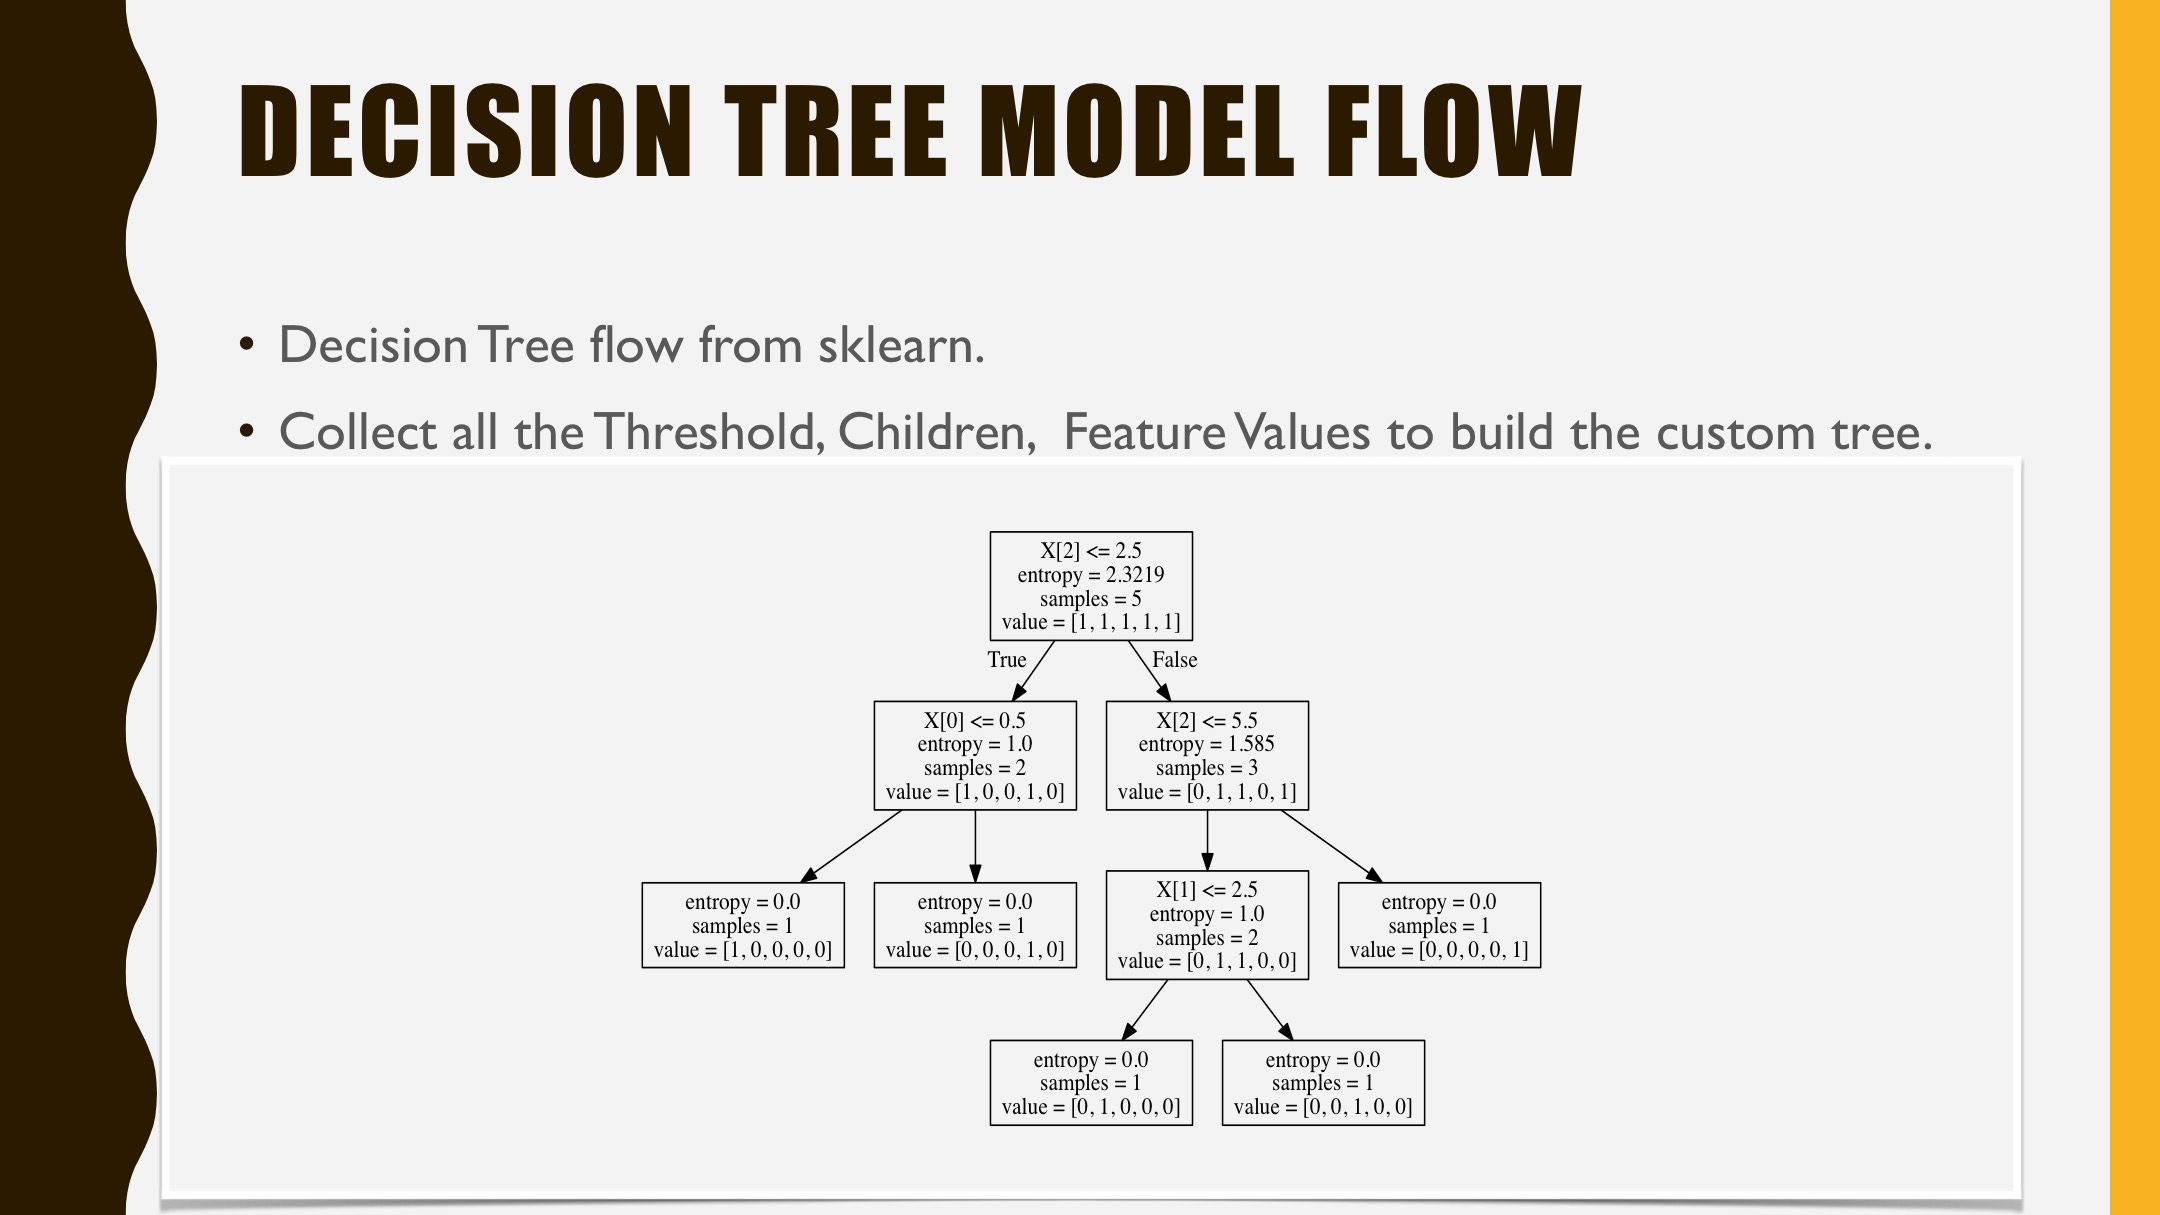 DECISION TREE MODEL FLOW
• Decision Tree flow from sklearn.
• Collect all the Threshold, Children,  Feature Values to build the custom tree.
X[2] <= 2.5
entropy = 2.3219
samples = 5
value = [1, 1, 1, 1, 1]
True
False
X[0] <= 0.5
entropy = 1.0
samples = 2
value = [1, 0, 0, 1, 0]
X[2] <= 5.5
entropy = 1.585
samples = 3
value = [0, 1, 1, 0, 1]
entropy = 0.0
samples = 1
value = [1, 0, 0, 0, 0]
entropy = 0.0
samples = 1
value = [0, 0, 0, 1, 0]
X[1] <= 2.5
entropy = 1.0
samples = 2
value = [0, 1, 1, 0, 0]
entropy = 0.0
samples = 1
value = [0, 0, 0, 0, 1]
entropy = 0.0
samples = 1
value = [0, 1, 0, 0, 0]
entropy = 0.0
samples = 1
value = [0, 0, 1, 0, 0]